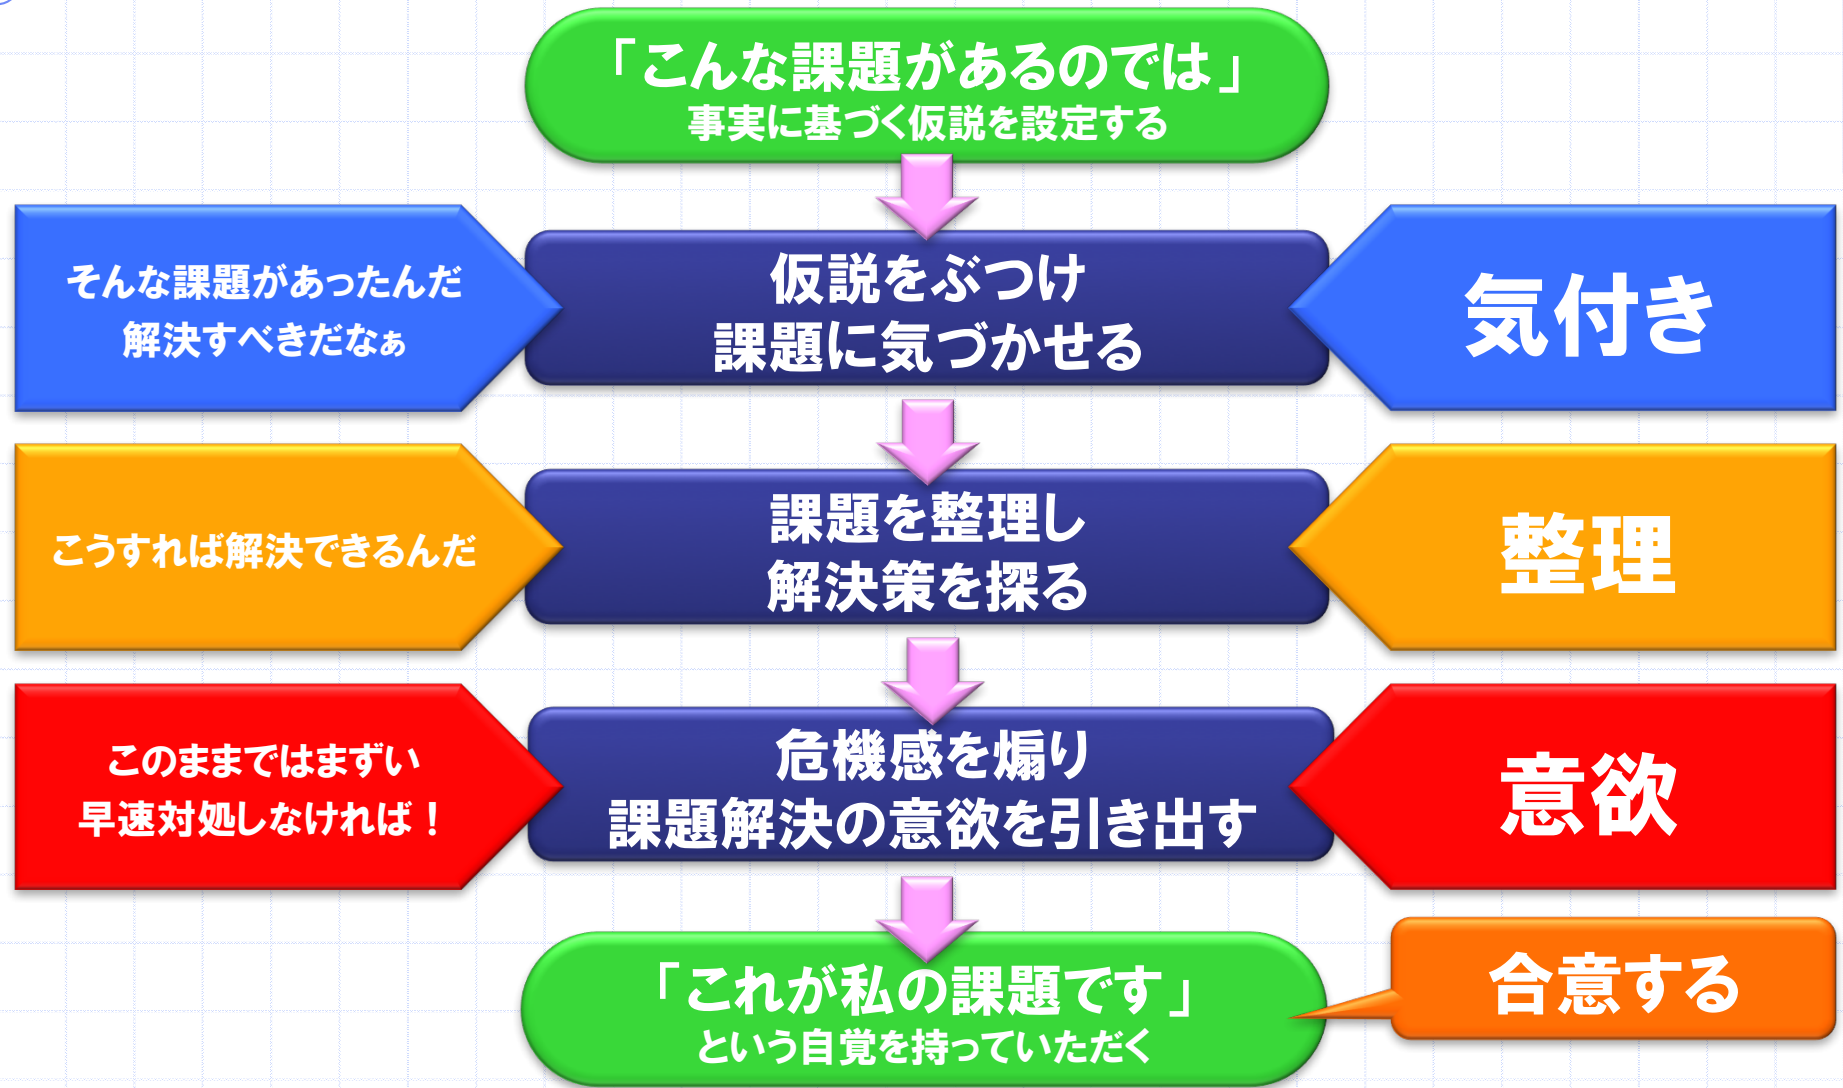 「こんな課題があるのでは」
事実に基づく仮説を設定する
そんな課題があったんだ
解決すべきだなぁ
仮説をぶつけ
課題に気づかせる
気付き
こうすれば解決できるんだ
課題を整理し
解決策を探る
整理
このままではまずい
早速対処しなければ！
危機感を煽り
課題解決の意欲を引き出す
意欲
「これが私の課題です」
という自覚を持っていただく
合意する